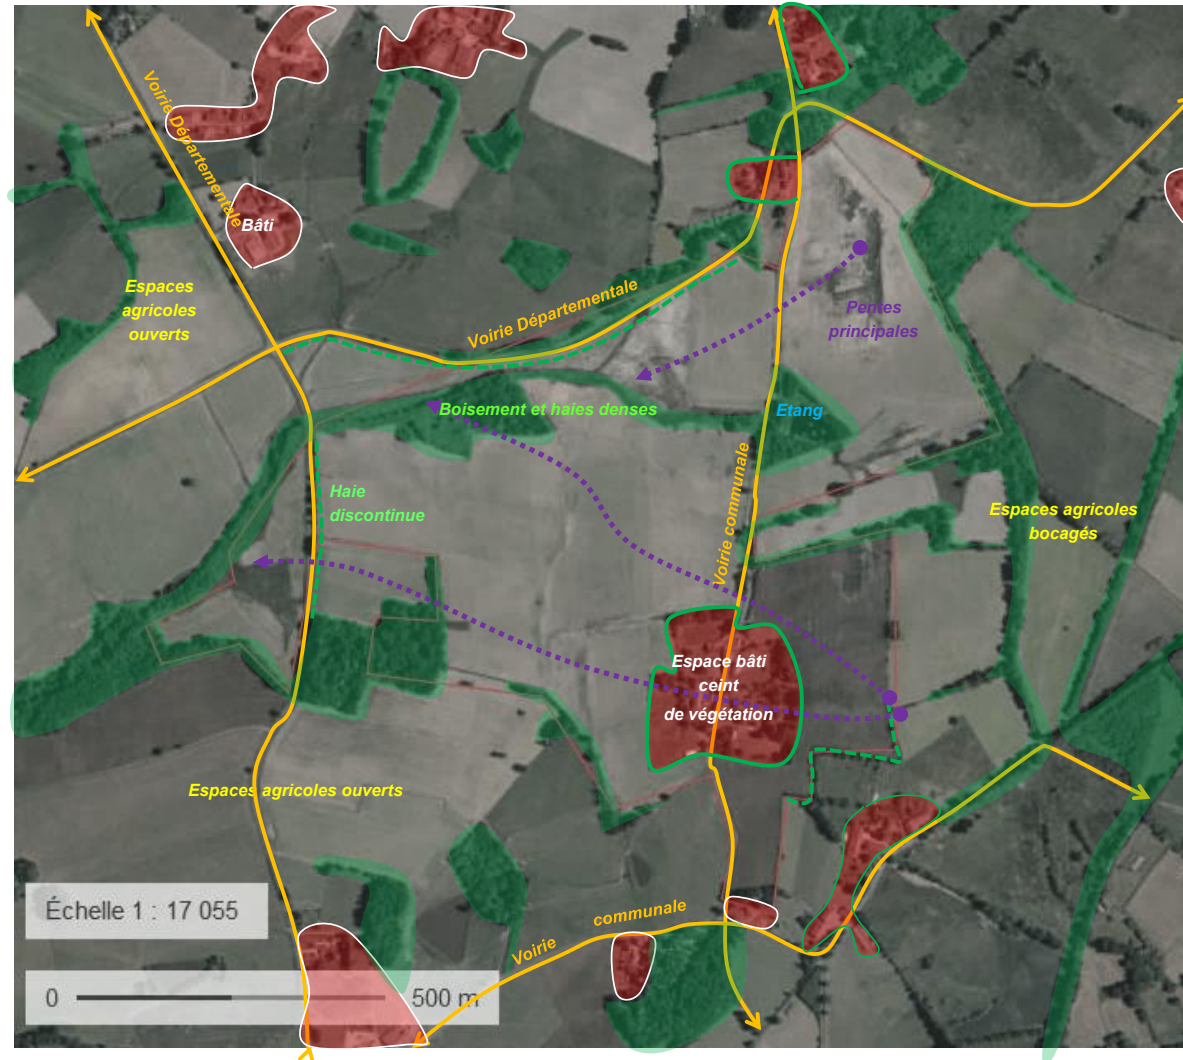 Voirie Départementale
Bâti
Espaces
agricoles
ouverts
Voirie Départementale
Pentes
principales
Boisement et haies denses
Etang
Haie
discontinue
Voirie communale
Espaces agricoles
bocagés
Espace bâti
ceint
de végétation
Espaces agricoles ouverts
Échelle 1 : 17 055
Voirie communale
0 500 m